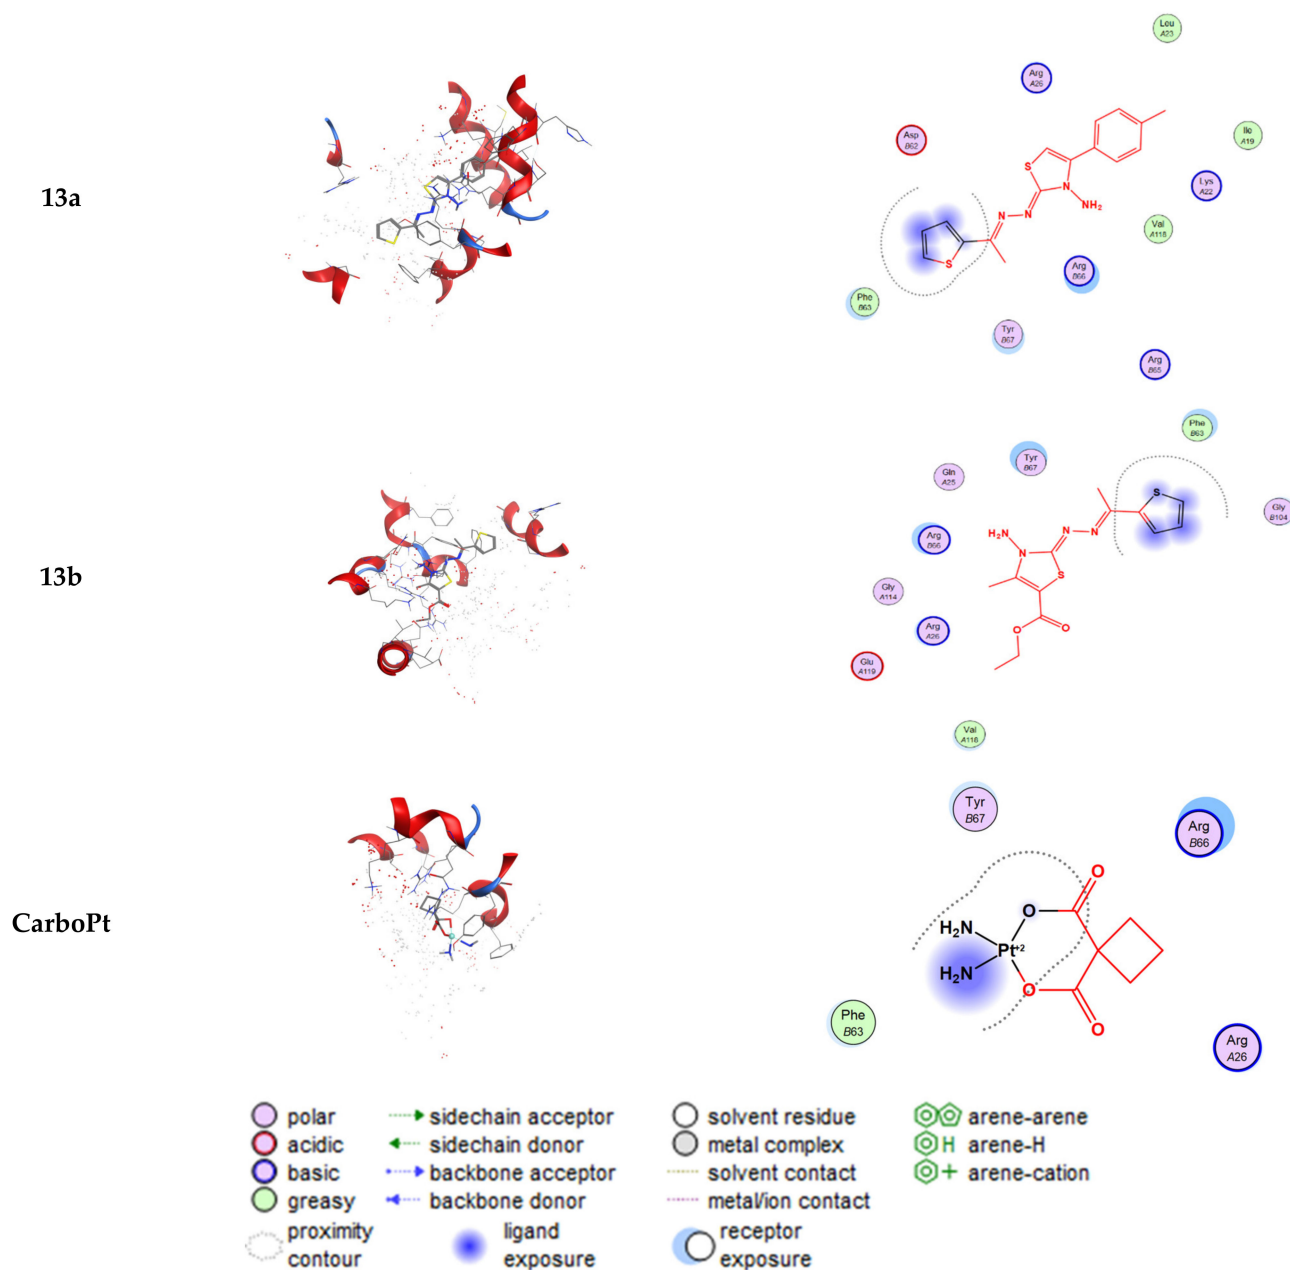 13a
Leu
A23
Arg
A26
Asp
B62
Ile
A19
Lys
A22
Val
A118
Arg
B66
Phe
B63
Tyr
B67
Arg
B65
S
N
NH₂
N
N
S
13b
Phe
B63
Tyr
B67
Gln
A25
Gly
B104
Arg
B66
Gly
A114
Arg
A26
Glu
A119
Val
A118
S
H₂N
N
N
N
S
O
O
CarboPt
Tyr
B67
Arg
B66
Phe
B63
Arg
A26
O
O
H₂N
Pt+2
H₂N
O
O
polar
acidic
basic
greasy
proximity
contour
sidechain acceptor
sidechain donor
backbone acceptor
backbone donor
ligand
exposure
solvent residue
metal complex
solvent contact
metal/ion contact
receptor
exposure
arene-arene
H arene-H
+ arene-cation